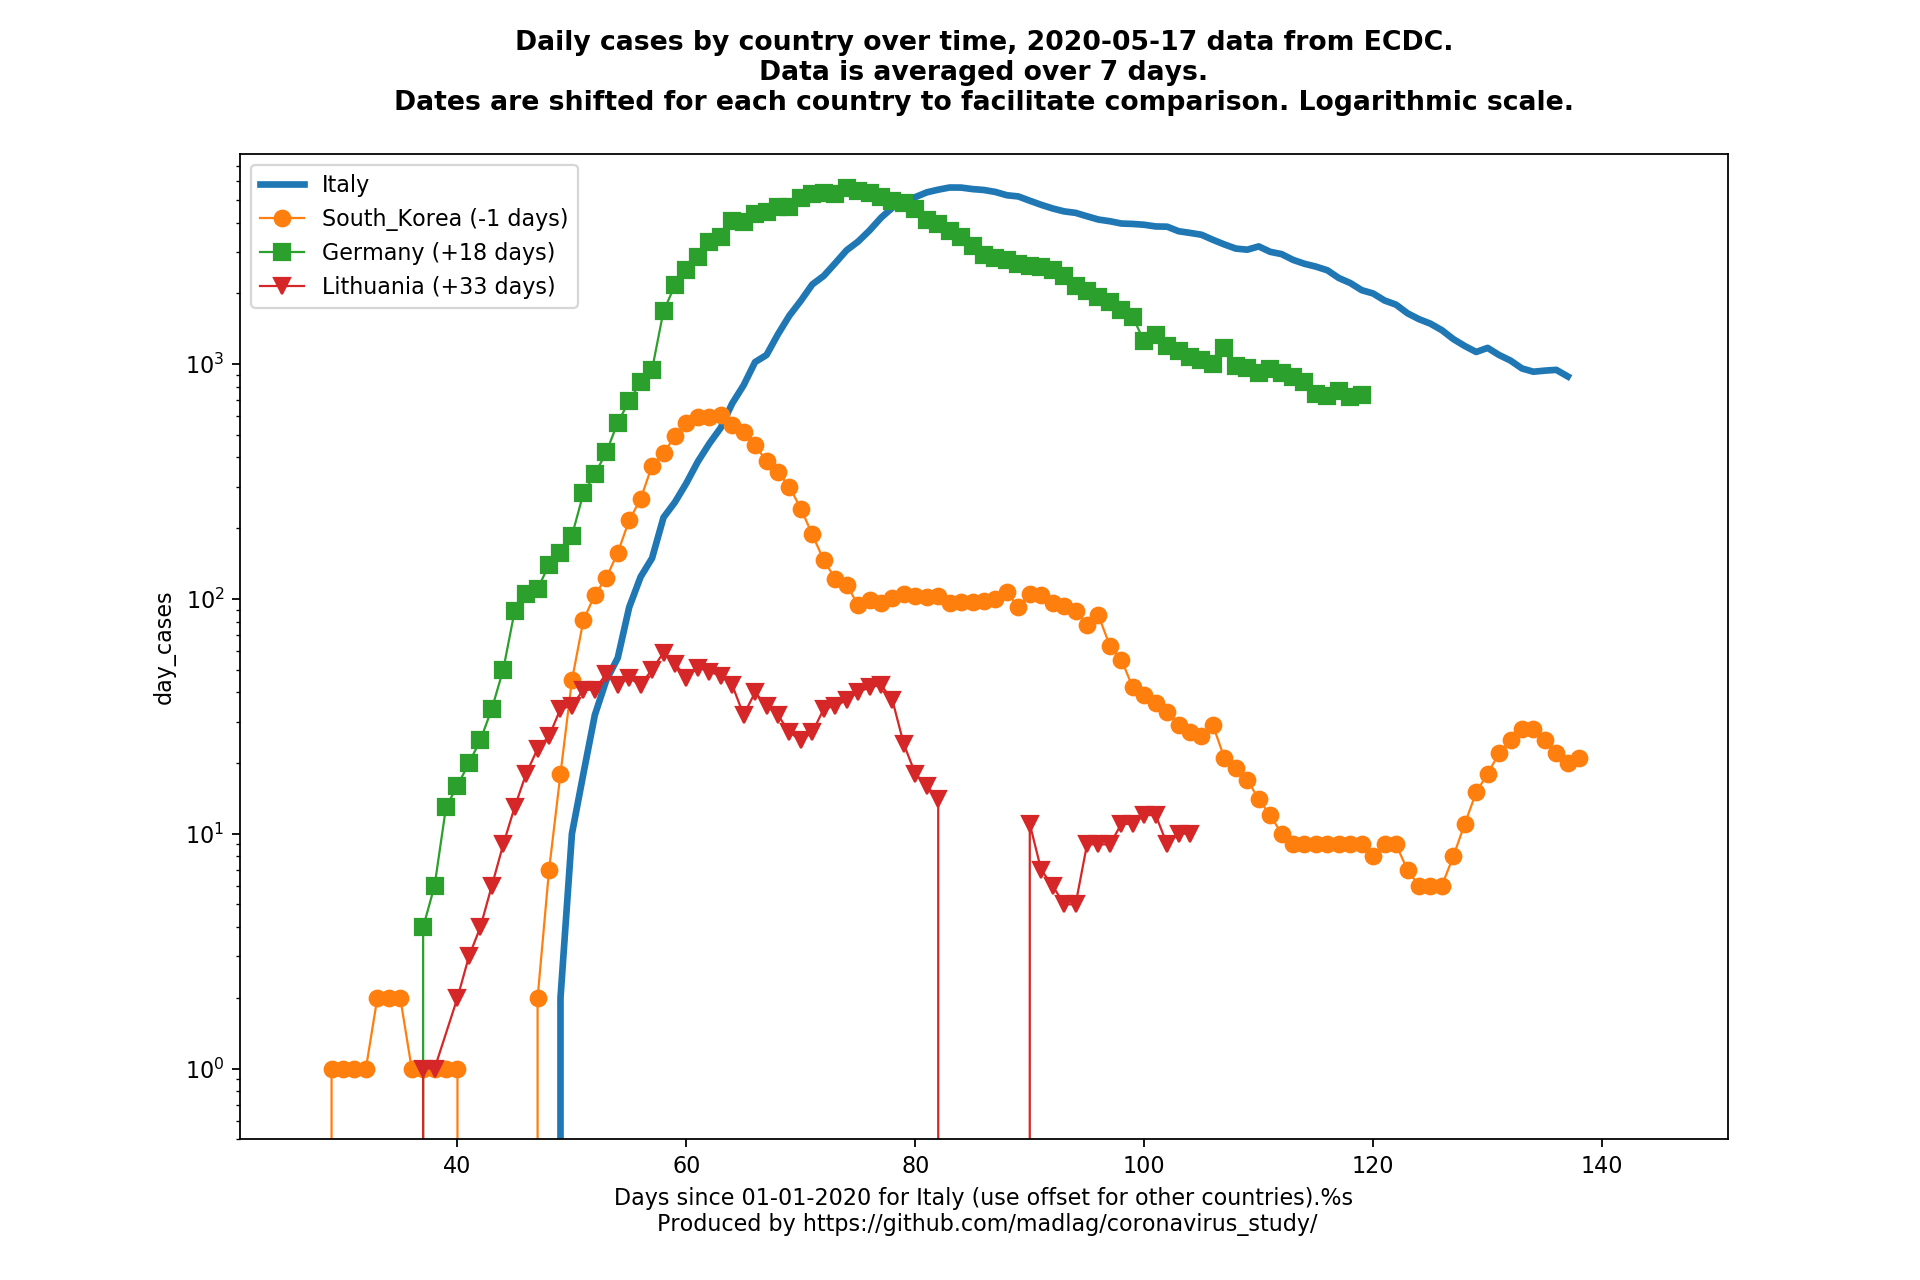 Daily cases by country over time, 2020-05-17 data from ECDC.
Data is averaged over 7 days.
Dates are shifted for each country to facilitate comparison. Logarithmic scale.
Italy
South_Korea (-1 days)
Germany (+18 days)
Lithuania (+33 days)
10³
10²
10¹
10⁰
day_cases
40 60 80 100 120 140
Days since 01-01-2020 for Italy (use offset for other countries).%s
Produced by https://github.com/madlag/coronavirus_study/